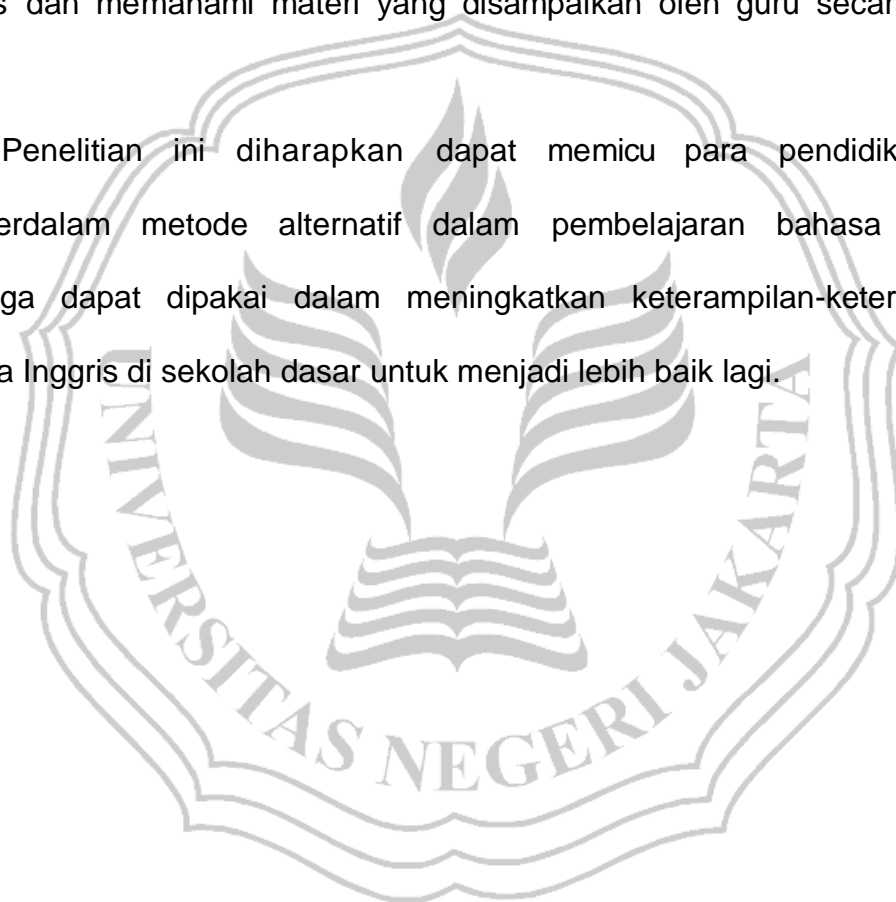 s dan memahami materi yang disampaikan oleh guru secar
Penelitian ini diharapkan dapat memicu para pendidik
erdalam metode alternatif dalam pembelajaran bahasa
ga dapat dipakai dalam meningkatkan keterampilan-keter
a Inggris di sekolah dasar untuk menjadi lebih baik lagi.
UNIVERSITAS NEGERI JAKARTA